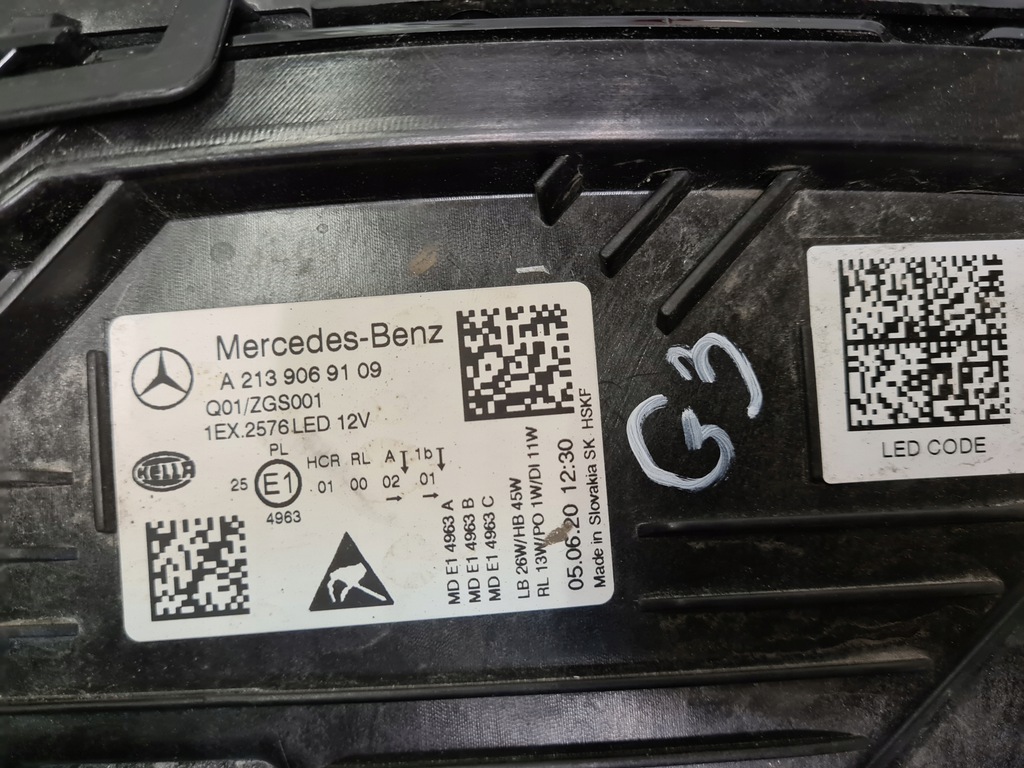 Mercedes-Benz
A 213 906 91 09
Q01/ZGS001
1EX.2576 LED 12V
PL
HELLA
25 E1 HCR RL A 1b
01 00 02 01
4963
MD E1 4963 A
MD E1 4963 B
MD E1 4963 C
LB 26W/HB 45W
RL 13W/PO 1W/DI 11W
05.06.20 12:30
Made in Slovakia SK HSKF
G3
LED CODE